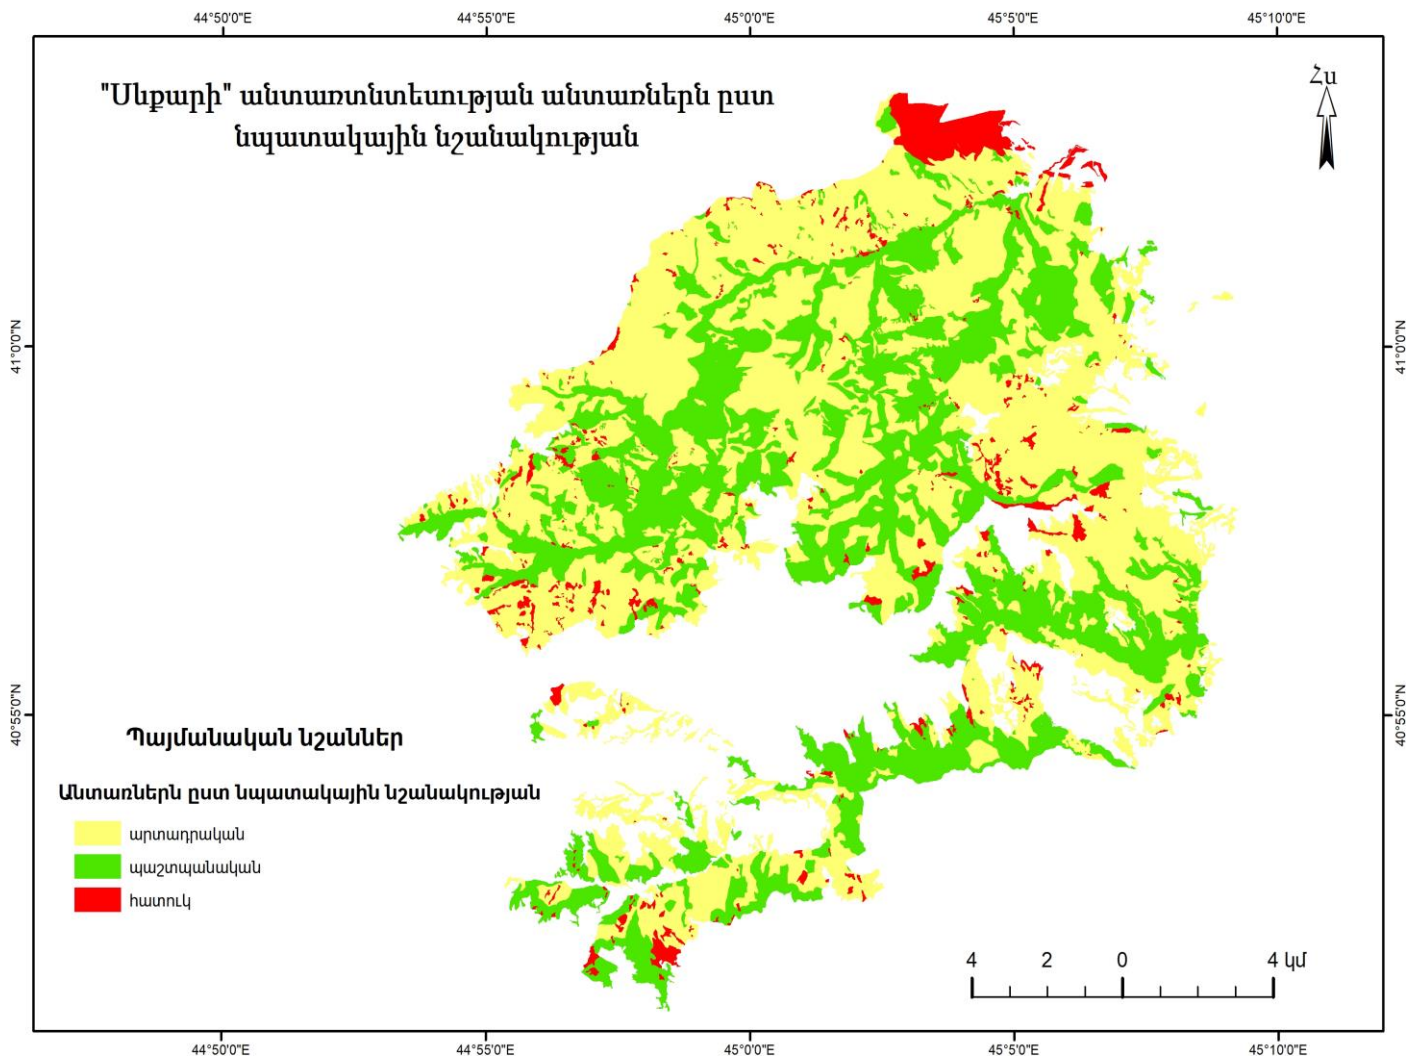 44°50'0"E 44°55'0"E 45°0'0"E 45°5'0"E 45°10'0"E
"Սևքարի" անտառտնտեսության անտառներն ըստ
նպատակային նշանակության
Հս
41°0'0"N 41°0'0"N
40°55'0"N 40°55'0"N
Պայմանական նշաններ
Անտառներն ըստ նպատակային նշանակության
արտադրական
պաշտպանական
հատուկ
4 2 0 4 կմ
44°50'0"E 44°55'0"E 45°0'0"E 45°5'0"E 45°10'0"E